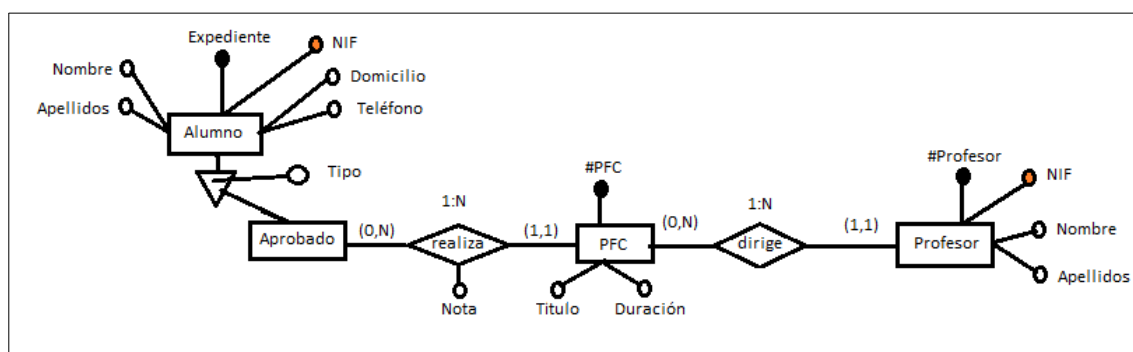 Expediente
NIF
Nombre
Domicilio
Apellidos
Teléfono
Alumno
Tipo
#PFC
#Profesor
NIF
1:N
1:N
(0,N)
(1,1)
(0,N)
(1,1)
Nombre
Aprobado
realiza
PFC
dirige
Profesor
Apellidos
Nota
Titulo
Duración